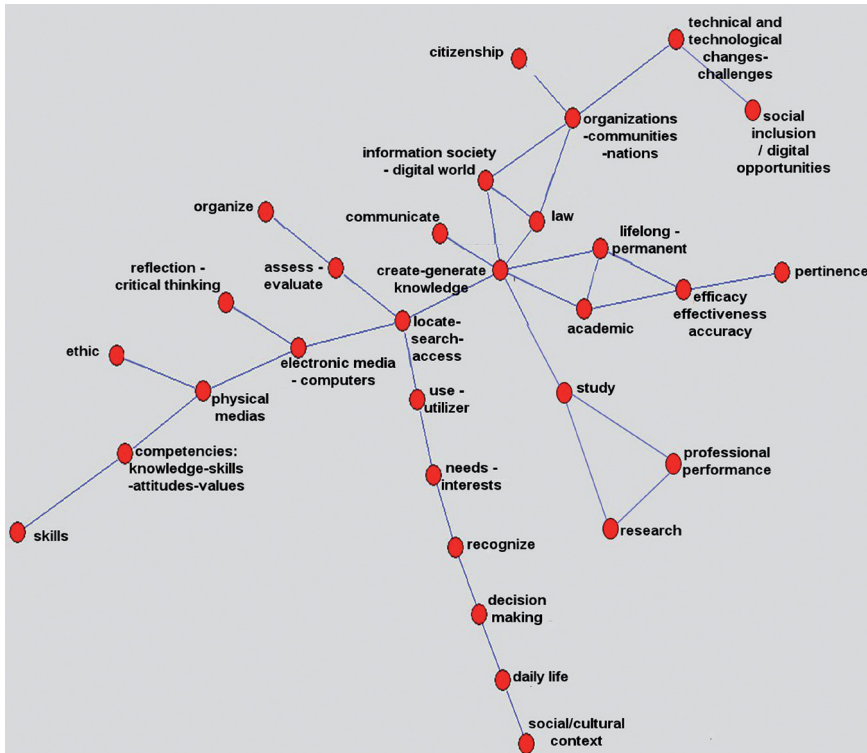 technical and
technological
changes-
challenges
citizenship
social
inclusion
/ digital
opportunities
organizations
-communities
-nations
information society
- digital world
organize
communicate
law
lifelong -
permanent
reflection -
critical thinking
assess -
evaluate
create-generate
knowledge
pertinence
efficacy
effectiveness
accuracy
academic
locate-
search-
access
ethic
electronic media
- computers
physical
medias
use -
utilizer
study
competencies:
knowledge-skills
-attitudes-values
needs -
interests
professional
performance
skills
recognize
research
decision
making
daily life
social/cultural
context